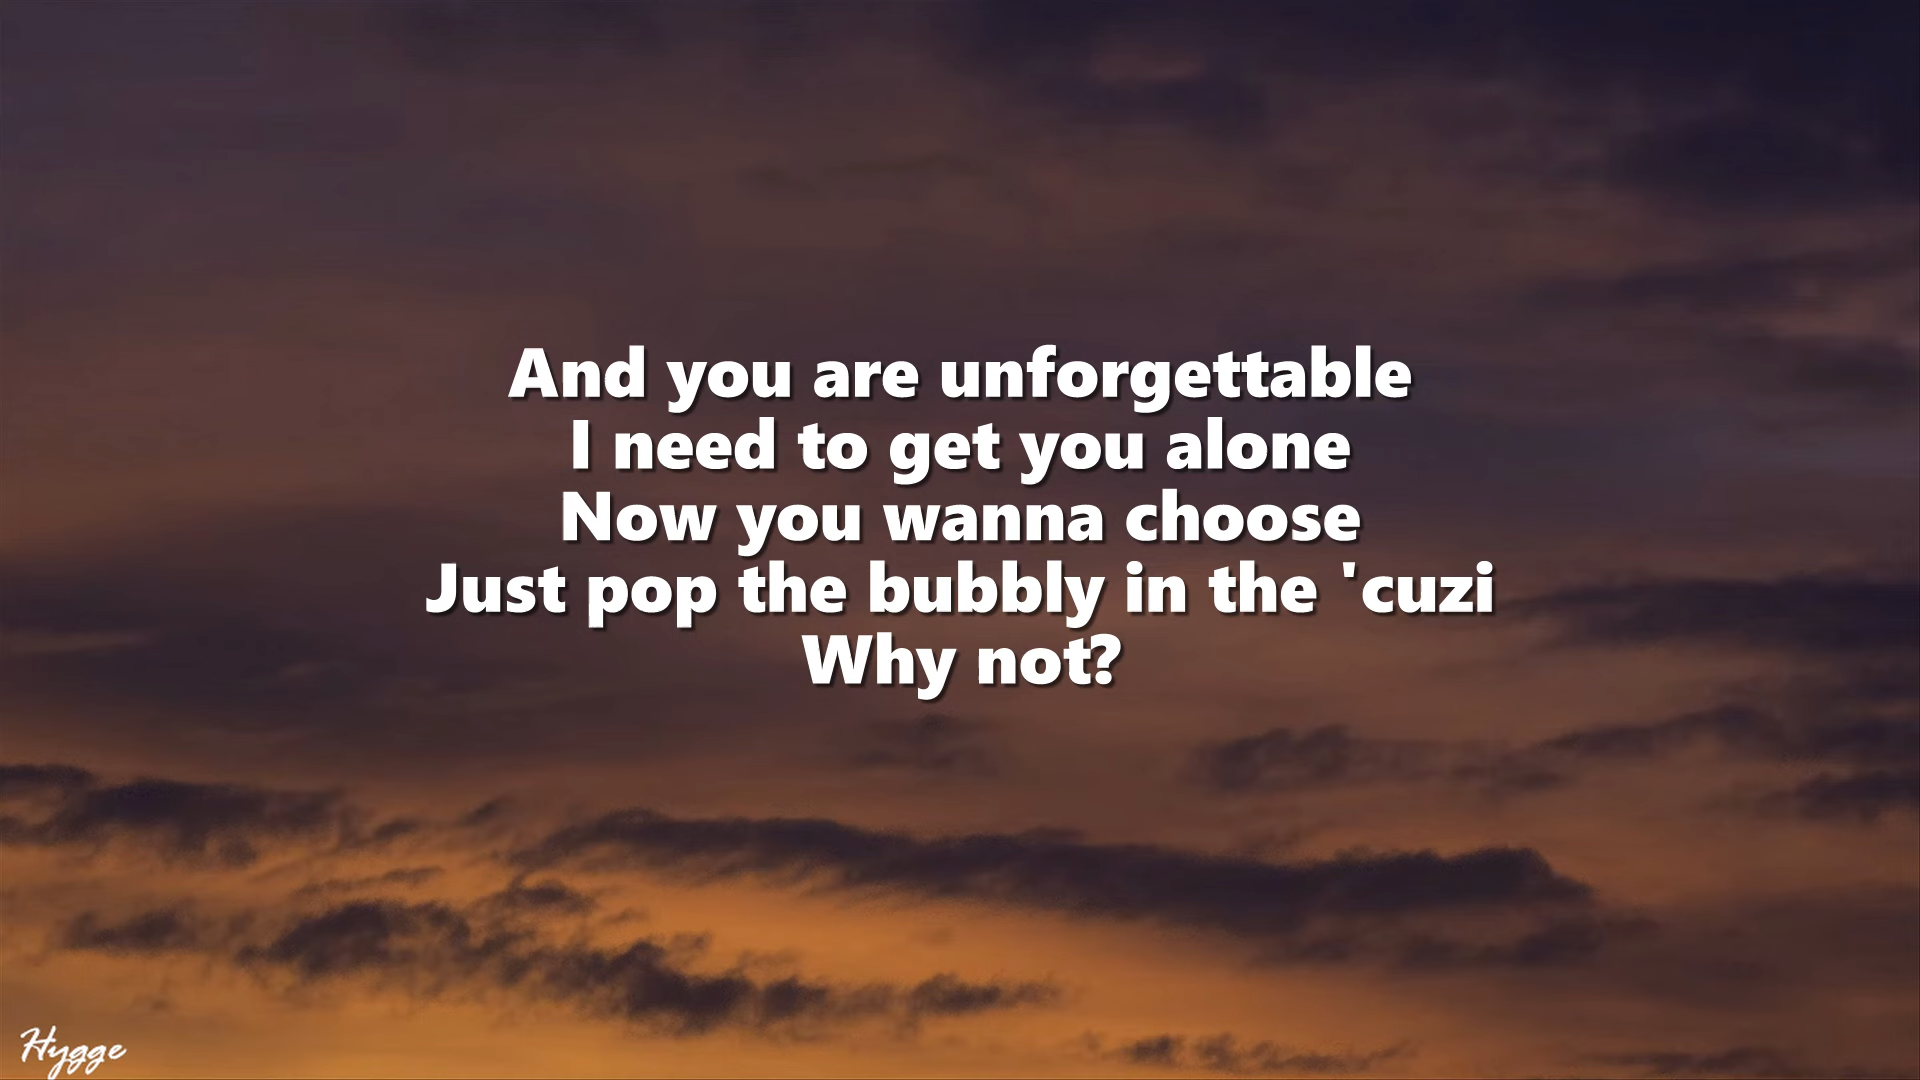 And you are unforgettable
I need to get you alone
Now you wanna choose
Just pop the bubbly in the 'cuzi
Why not?
Hygge